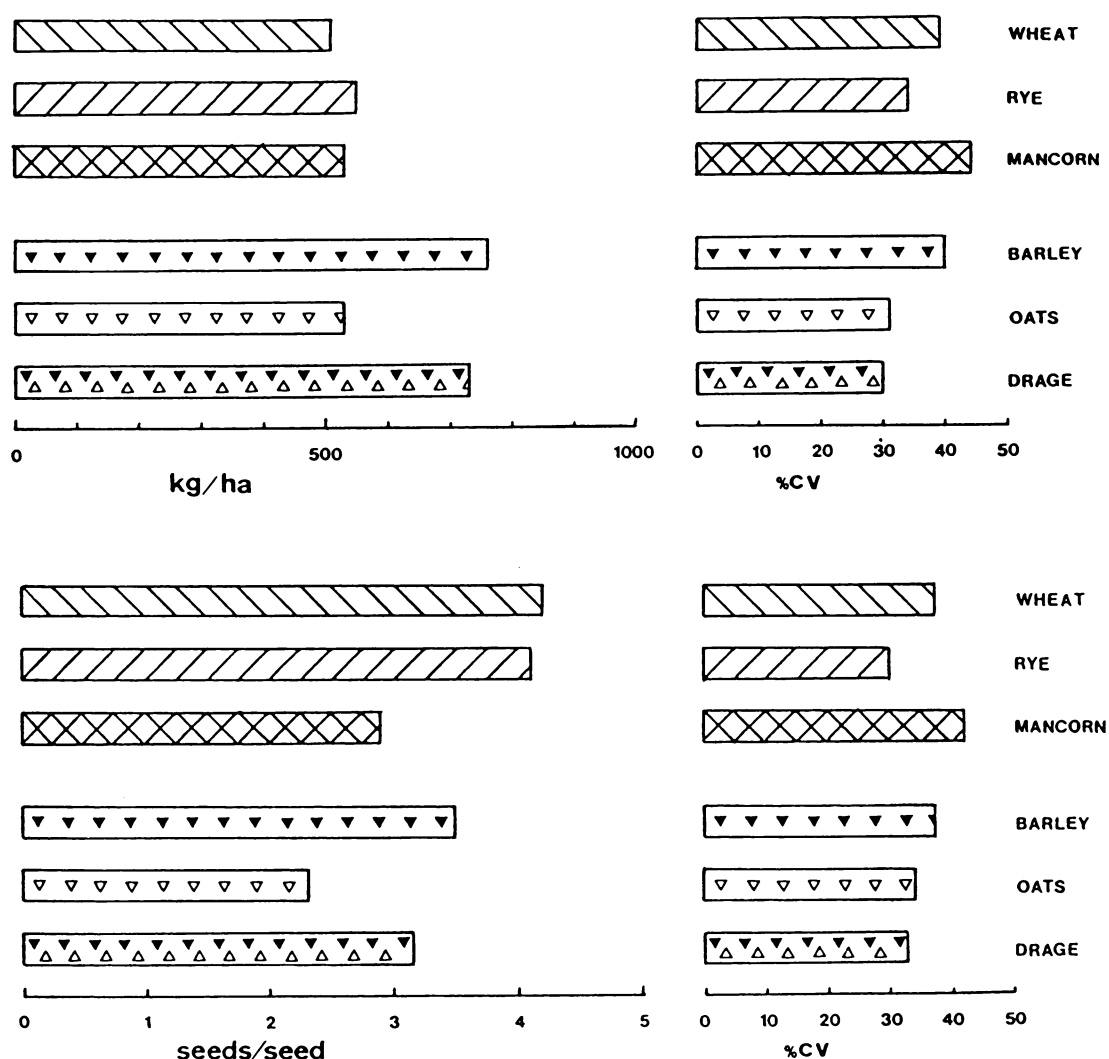 WHEAT
RYE
MANCORN
BARLEY
OATS
DRAGE
0 500 1000 0 10 20 30 40 50
kg/ha %CV
WHEAT
RYE
MANCORN
BARLEY
OATS
DRAGE
0 1 2 3 4 5 0 10 20 30 40 50
seeds/seed %CV